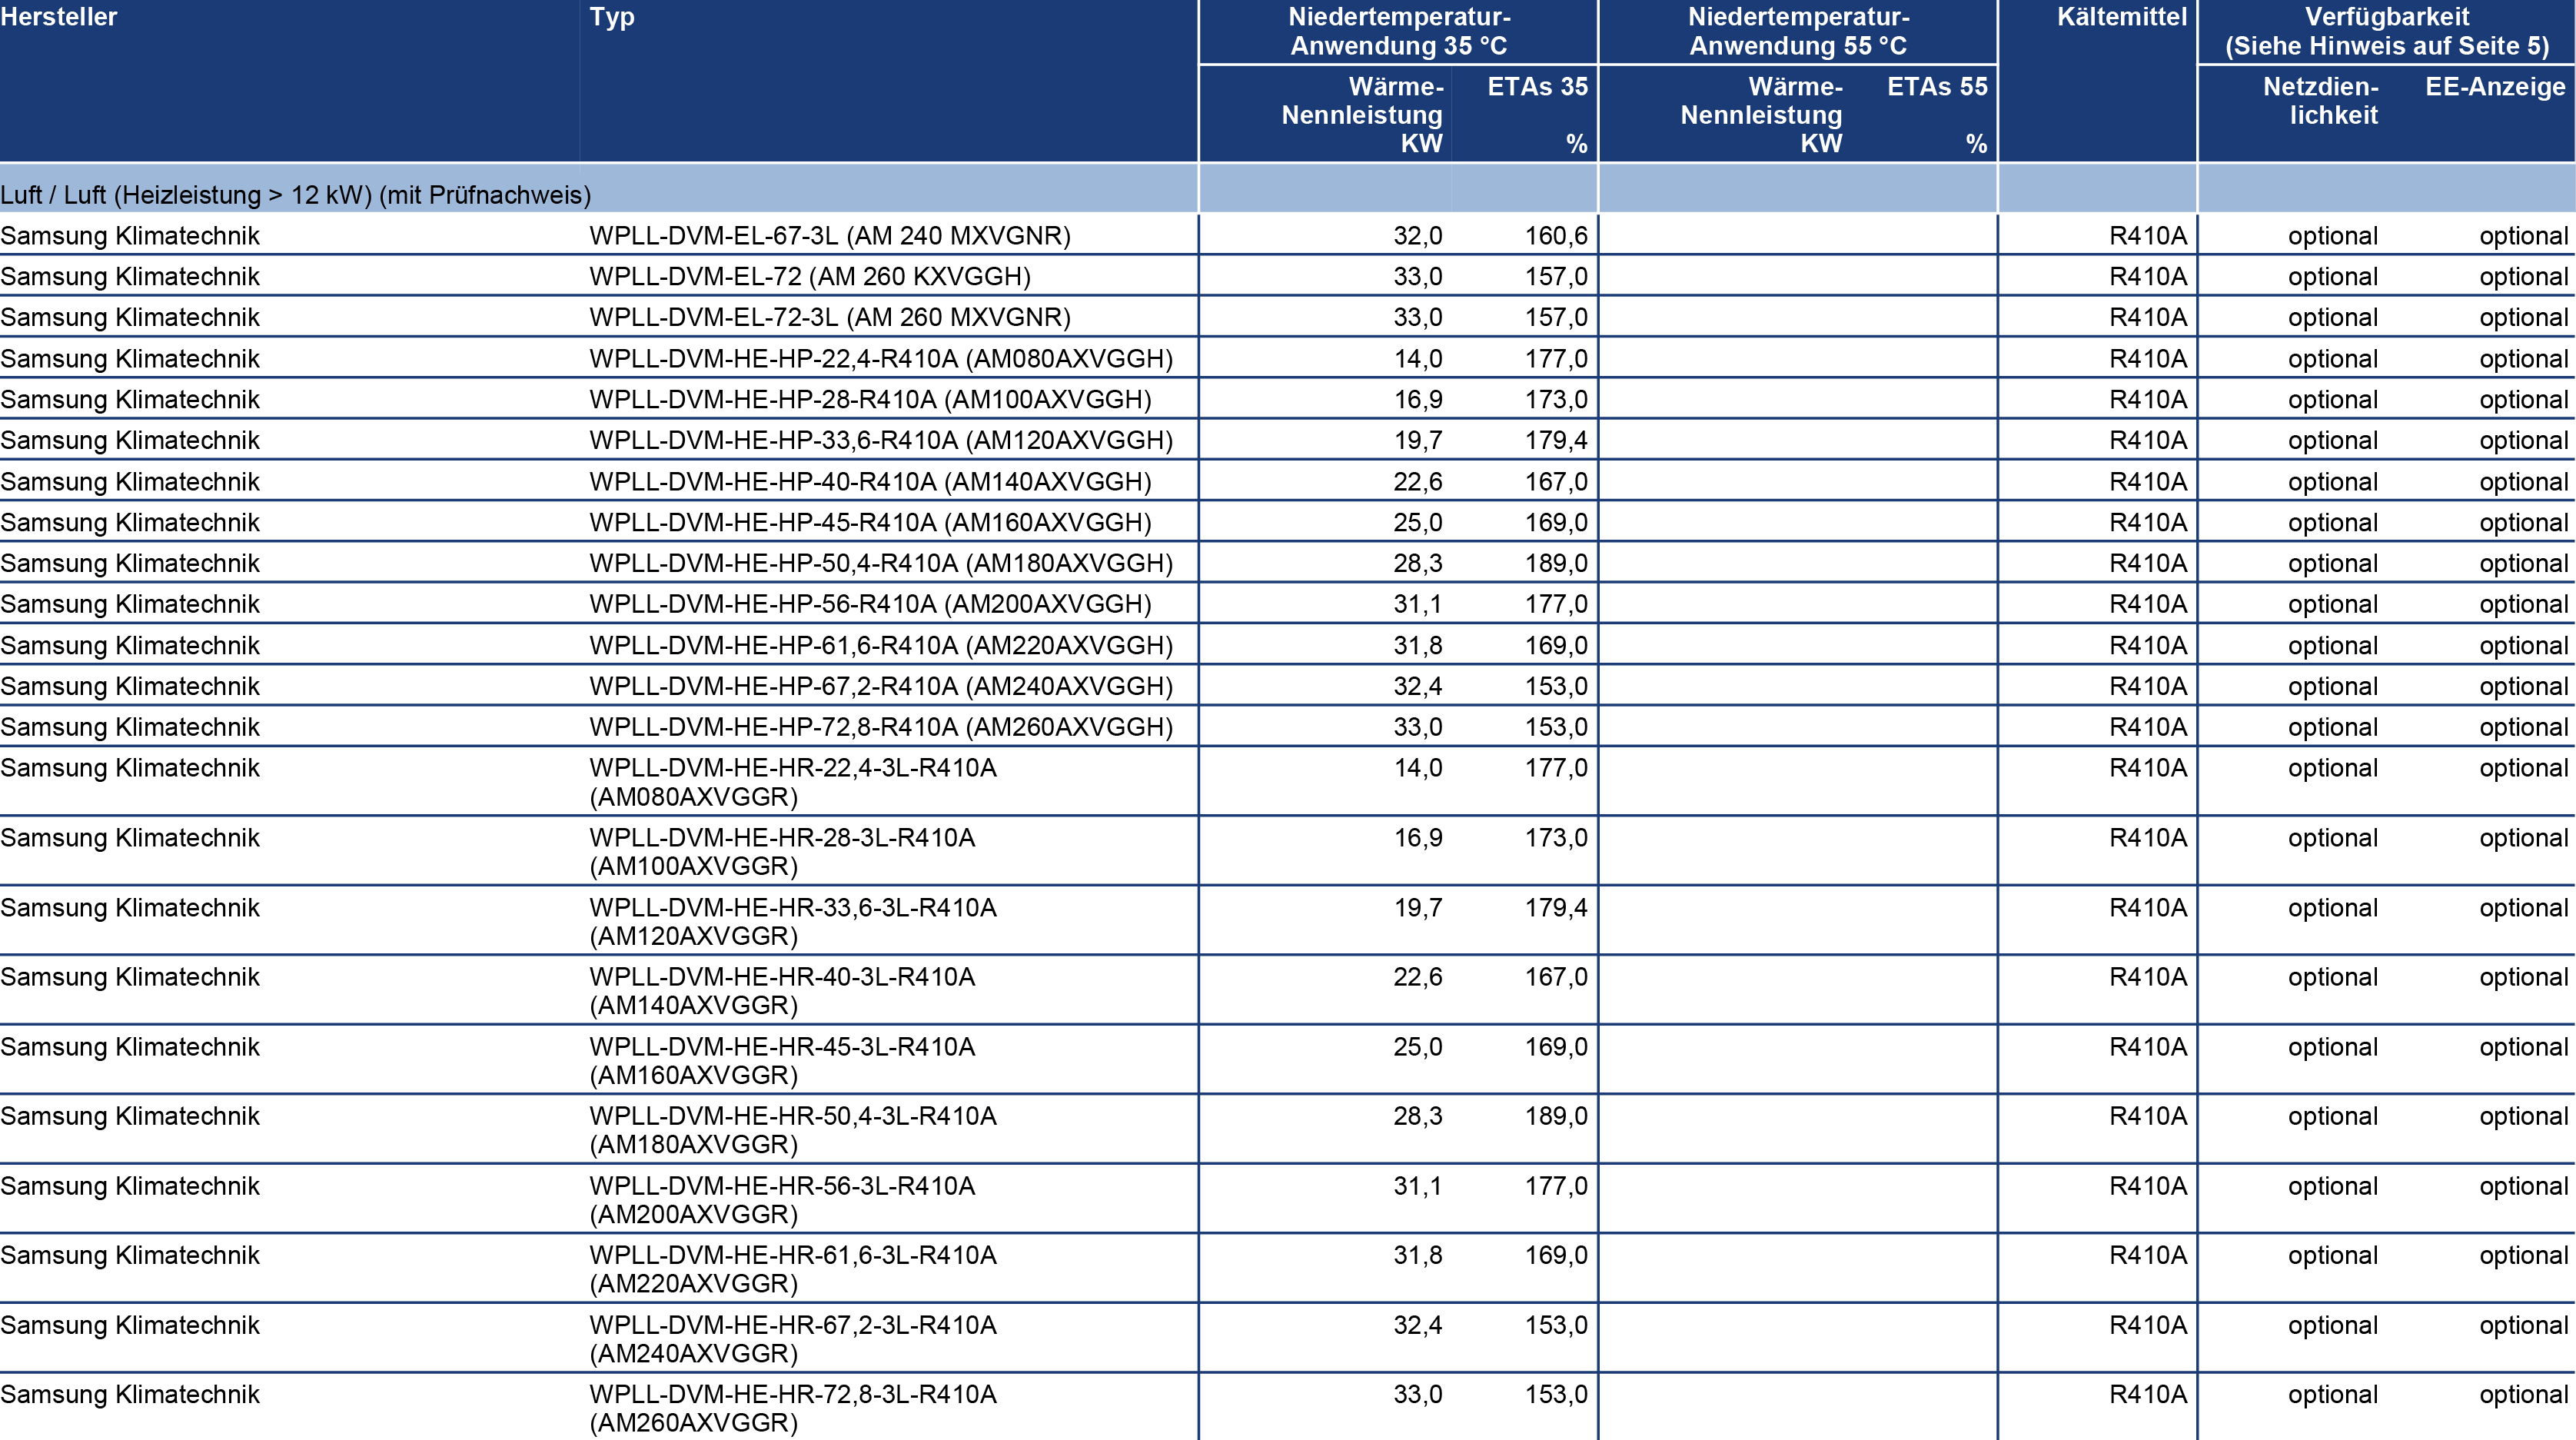 Hersteller Typ Niedertemperatur- Niedertemperatur- Kältemittel Verfügbarkeit
Anwendung 35 °C Anwendung 55 °C (Siehe Hinweis auf Seite 5)
Wärme- ETAs 35 Wärme- ETAs 55 Netzdien- EE-Anzeige
Nennleistung Nennleistung lichkeit
KW % KW %
Luft / Luft (Heizleistung > 12 kW) (mit Prüfnachweis)
Samsung Klimatechnik WPLL-DVM-EL-67-3L (AM 240 MXVGNR) 32,0 160,6 R410A optional optional
Samsung Klimatechnik WPLL-DVM-EL-72 (AM 260 KXVGGH) 33,0 157,0 R410A optional optional
Samsung Klimatechnik WPLL-DVM-EL-72-3L (AM 260 MXVGNR) 33,0 157,0 R410A optional optional
Samsung Klimatechnik WPLL-DVM-HE-HP-22,4-R410A (AM080AXVGGH) 14,0 177,0 R410A optional optional
Samsung Klimatechnik WPLL-DVM-HE-HP-28-R410A (AM100AXVGGH) 16,9 173,0 R410A optional optional
Samsung Klimatechnik WPLL-DVM-HE-HP-33,6-R410A (AM120AXVGGH) 19,7 179,4 R410A optional optional
Samsung Klimatechnik WPLL-DVM-HE-HP-40-R410A (AM140AXVGGH) 22,6 167,0 R410A optional optional
Samsung Klimatechnik WPLL-DVM-HE-HP-45-R410A (AM160AXVGGH) 25,0 169,0 R410A optional optional
Samsung Klimatechnik WPLL-DVM-HE-HP-50,4-R410A (AM180AXVGGH) 28,3 189,0 R410A optional optional
Samsung Klimatechnik WPLL-DVM-HE-HP-56-R410A (AM200AXVGGH) 31,1 177,0 R410A optional optional
Samsung Klimatechnik WPLL-DVM-HE-HP-61,6-R410A (AM220AXVGGH) 31,8 169,0 R410A optional optional
Samsung Klimatechnik WPLL-DVM-HE-HP-67,2-R410A (AM240AXVGGH) 32,4 153,0 R410A optional optional
Samsung Klimatechnik WPLL-DVM-HE-HP-72,8-R410A (AM260AXVGGH) 33,0 153,0 R410A optional optional
Samsung Klimatechnik WPLL-DVM-HE-HR-22,4-3L-R410A 14,0 177,0 R410A optional optional
(AM080AXVGGR)
Samsung Klimatechnik WPLL-DVM-HE-HR-28-3L-R410A 16,9 173,0 R410A optional optional
(AM100AXVGGR)
Samsung Klimatechnik WPLL-DVM-HE-HR-33,6-3L-R410A 19,7 179,4 R410A optional optional
(AM120AXVGGR)
Samsung Klimatechnik WPLL-DVM-HE-HR-40-3L-R410A 22,6 167,0 R410A optional optional
(AM140AXVGGR)
Samsung Klimatechnik WPLL-DVM-HE-HR-45-3L-R410A 25,0 169,0 R410A optional optional
(AM160AXVGGR)
Samsung Klimatechnik WPLL-DVM-HE-HR-50,4-3L-R410A 28,3 189,0 R410A optional optional
(AM180AXVGGR)
Samsung Klimatechnik WPLL-DVM-HE-HR-56-3L-R410A 31,1 177,0 R410A optional optional
(AM200AXVGGR)
Samsung Klimatechnik WPLL-DVM-HE-HR-61,6-3L-R410A 31,8 169,0 R410A optional optional
(AM220AXVGGR)
Samsung Klimatechnik WPLL-DVM-HE-HR-67,2-3L-R410A 32,4 153,0 R410A optional optional
(AM240AXVGGR)
Samsung Klimatechnik WPLL-DVM-HE-HR-72,8-3L-R410A 33,0 153,0 R410A optional optional
(AM260AXVGGR)